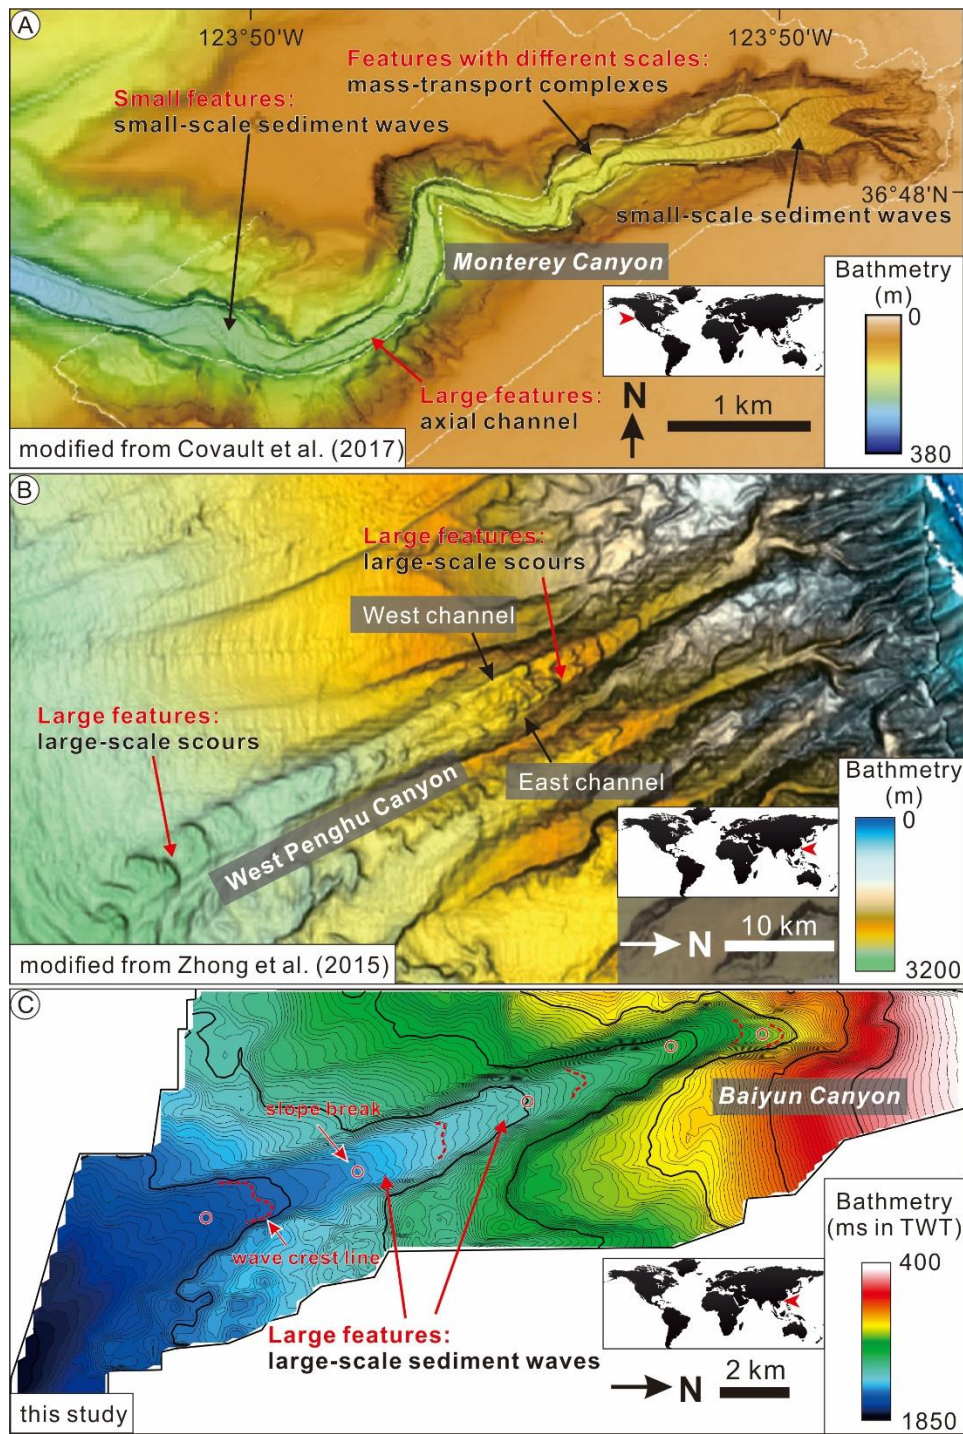 A
123°50'W
123°50'W
Features with different scales:
mass-transport complexes
Small features:
small-scale sediment waves
36°48'N
small-scale sediment waves
Monterey Canyon
Bathmetry
(m)
0
380
Large features:
axial channel
N
1 km
modified from Covault et al. (2017)
B
Large features:
large-scale scours
West channel
Large features:
large-scale scours
East channel
West Penghu Canyon
Bathmetry
(m)
0
3200
N
10 km
modified from Zhong et al. (2015)
C
Baiyun Canyon
slope break
wave crest line
Large features:
large-scale sediment waves
Bathmetry
(ms in TWT)
400
1850
N
2 km
this study